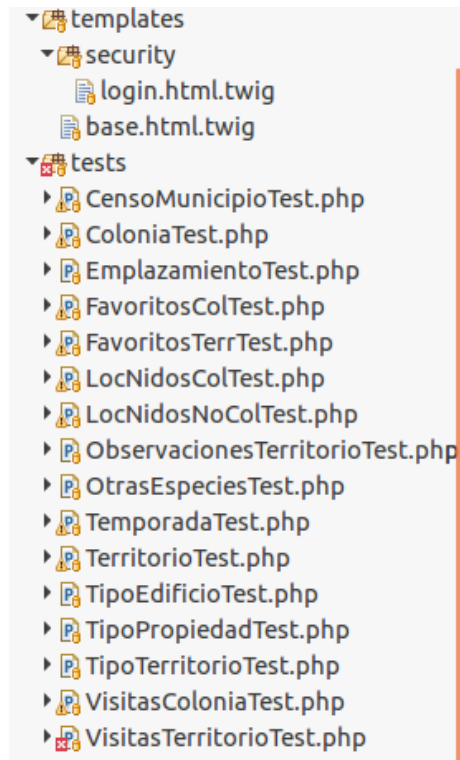 templates
security
login.html.twig
base.html.twig
tests
CensoMunicipioTest.php
ColoniaTest.php
EmplazamientoTest.php
FavoritosColTest.php
FavoritosTerrTest.php
LocNidosColTest.php
LocNidosNoColTest.php
ObservacionesTerritorioTest.php
OtrasEspeciesTest.php
TemporadaTest.php
TerritorioTest.php
TipoEdificioTest.php
TipoPropiedadTest.php
TipoTerritorioTest.php
VisitasColoniaTest.php
VisitasTerritorioTest.php